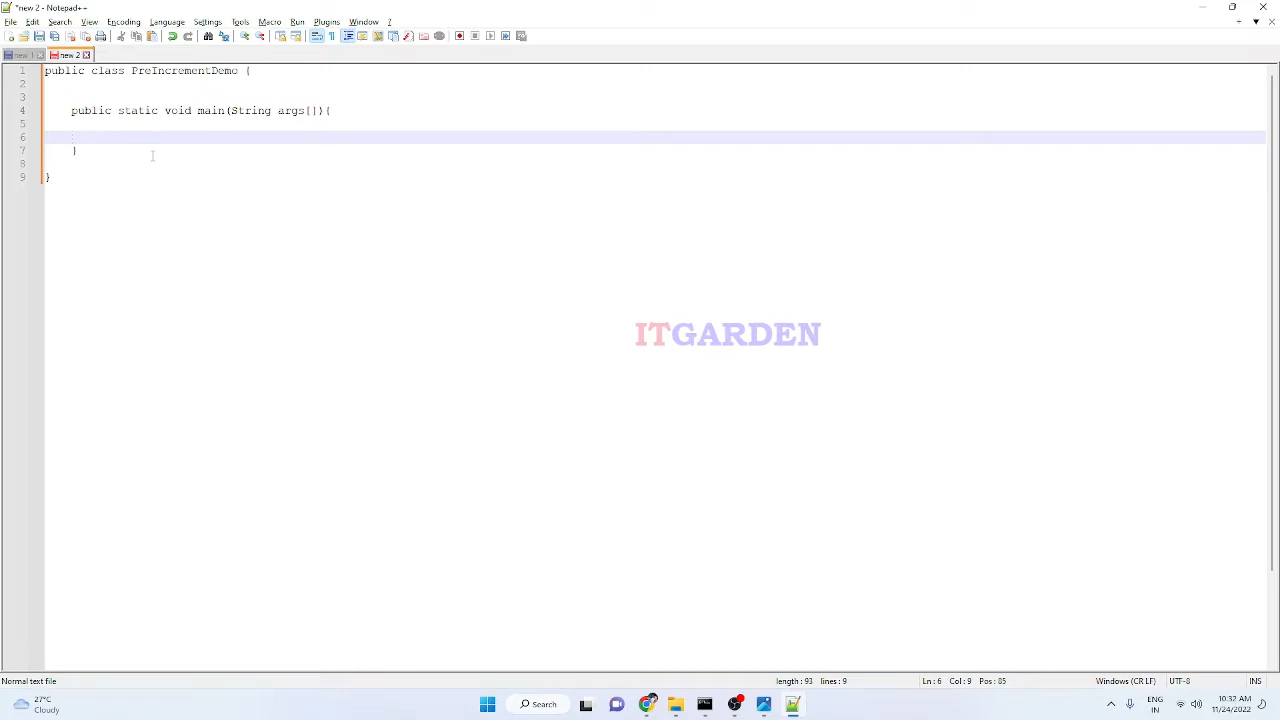 *new 2 - Notepad++
File Edit Search View Encoding Language Settings Tools Macro Run Plugins Window ?
new 1 new 2
1 public class PreIncrementDemo {
2
3
4 public static void main(String args[]){
5
6
7 }
8
9 }
ITGARDEN
Normal text file length : 93 lines : 9 Ln : 6 Col : 9 Pos : 85 Windows (CR LF) UTF-8 INS
27°C
Cloudy
Search
ENG
IN
10:32 AM
11/24/2022